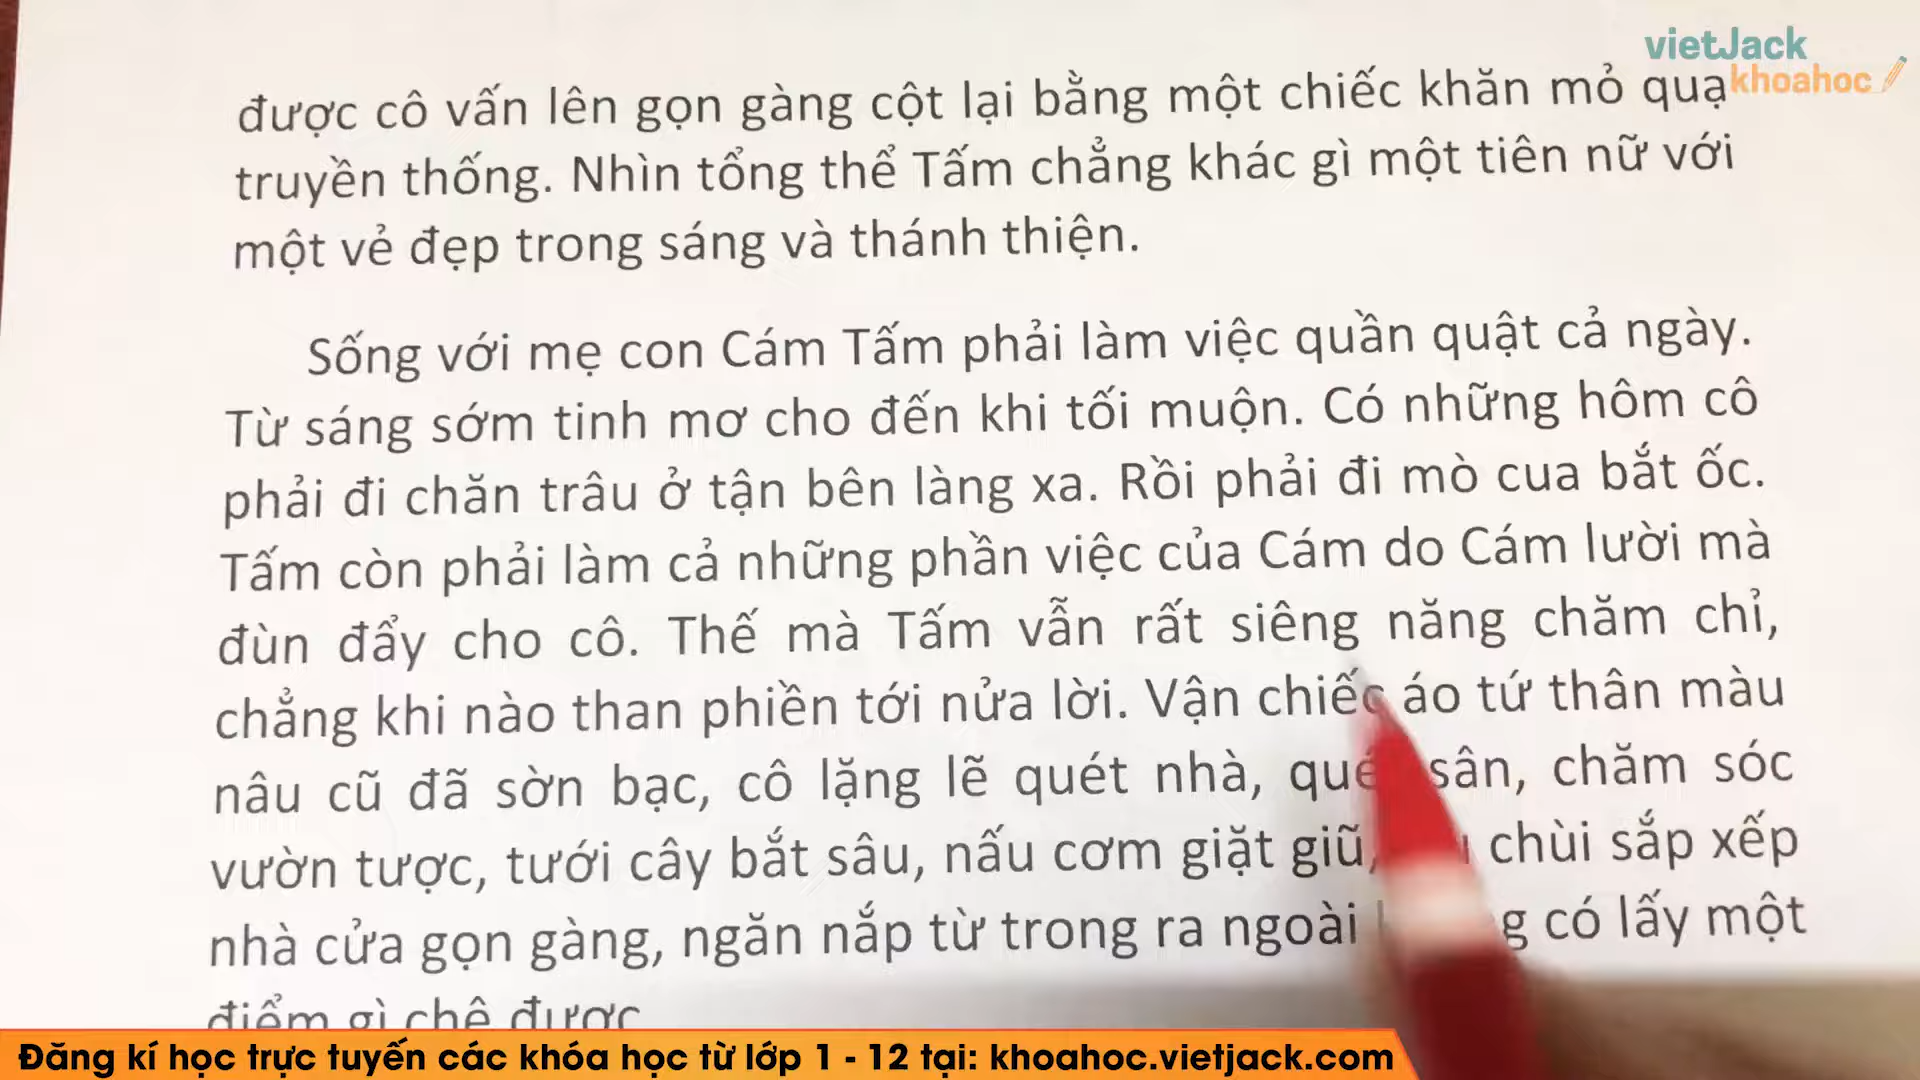 vietJack
khoahoc
được cô vấn lên gọn gàng cột lại bằng một chiếc khăn mỏ quạ
truyền thống. Nhìn tổng thể Tấm chẳng khác gì một tiên nữ với
một vẻ đẹp trong sáng và thánh thiện.
Sống với mẹ con Cám Tấm phải làm việc quần quật cả ngày.
Từ sáng sớm tinh mơ cho đến khi tối muộn. Có những hôm cô
phải đi chăn trâu ở tận bên làng xa. Rồi phải đi mò cua bắt ốc.
Tấm còn phải làm cả những phần việc của Cám do Cám lười mà
đùn đẩy cho cô. Thế mà Tấm vẫn rất siêng năng chăm chỉ,
chẳng khi nào than phiền tới nửa lời. Vận chiếc áo tứ thân màu
nâu cũ đã sờn bạc, cô lặng lẽ quét nhà, sân, chăm sóc
vườn tược, tưới cây bắt sâu, nấu cơm giặt giũ, chùi sắp xếp
nhà cửa gọn gàng, ngăn nắp từ trong ra ngoài có lấy một
điểm gì chê được
Đăng kí học trực tuyến các khóa học từ lớp 1 - 12 tại: khoahoc.vietjack.com